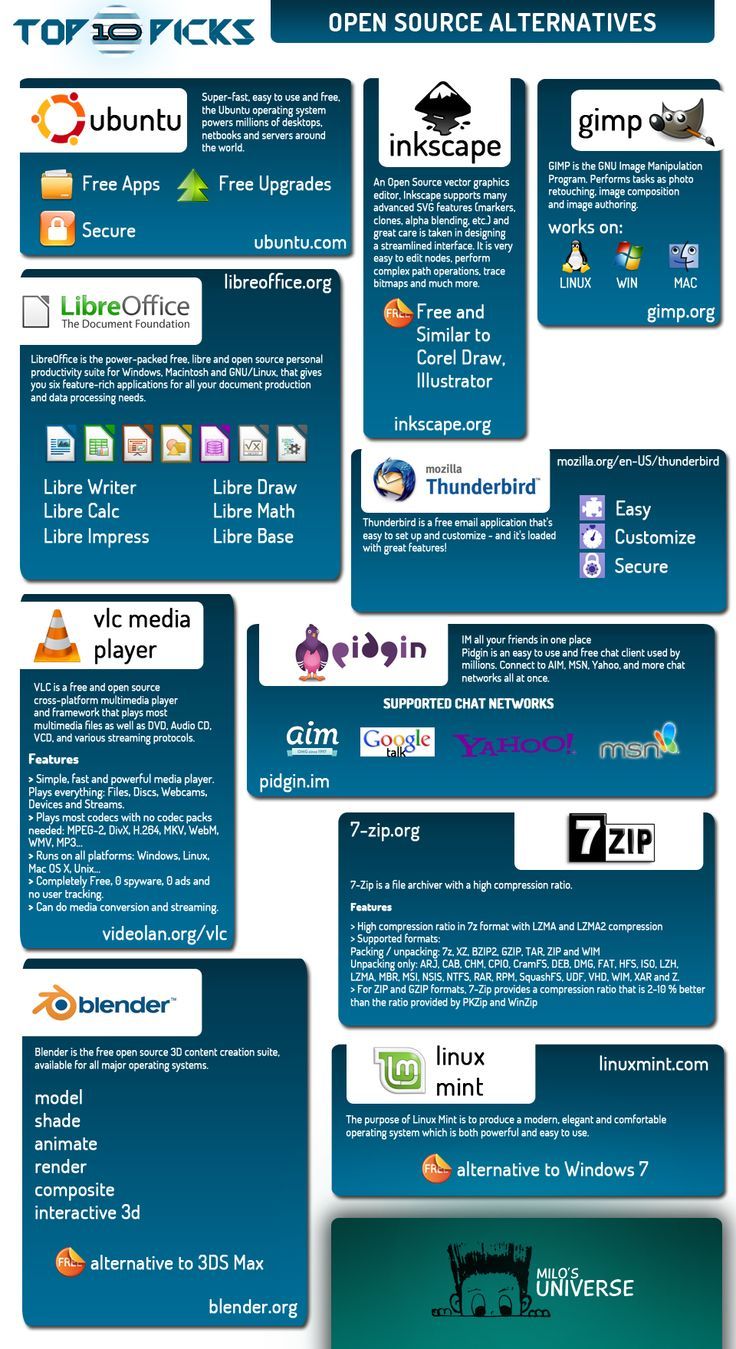 TOP 10 PICKS
OPEN SOURCE ALTERNATIVES
ubuntu
Super-fast, easy to use and free,
the Ubuntu operating system
powers millions of desktops,
netbooks and servers around
the world.
Free Apps
Free Upgrades
Secure
ubuntu.com
inkscape
An Open Source vector graphics
editor, Inkscape supports many
advanced SVG features (markers,
clones, alpha blending, etc.) and
great care is taken in designing
a streamlined interface. It is very
easy to edit nodes, perform
complex path operations, trace
bitmaps and much more.
FREE
Free and
Similar to
Corel Draw,
Illustrator
inkscape.org
gimp
GIMP is the GNU Image Manipulation
Program. Performs tasks as photo
retouching, image composition
and image authoring.
works on:
LINUX WIN MAC
gimp.org
libreoffice.org
LibreOffice
The Document Foundation
LibreOffice is the power-packed free, libre and open source personal
productivity suite for Windows, Macintosh and GNU/Linux, that gives
you six feature-rich applications for all your document production
and data processing needs.
Libre Writer
Libre Calc
Libre Impress
Libre Draw
Libre Math
Libre Base
mozilla
Thunderbird™
mozilla.org/en-US/thunderbird
Thunderbird is a free email application that's
easy to set up and customize - and it's loaded
with great features!
Easy
Customize
Secure
vlc media
player
VLC is a free and open source
cross-platform multimedia player
and framework that plays most
multimedia files as well as DVD, Audio CD,
VCD, and various streaming protocols.
Features
> Simple, fast and powerful media player.
Plays everything: Files, Discs, Webcams,
Devices and Streams.
> Plays most codecs with no codec packs
needed: MPEG-2, DivX, H.264, MKV, WebM,
WMV, MP3...
> Runs on all platforms: Windows, Linux,
Mac OS X, Unix...
> Completely Free, 0 spyware, 0 ads and
no user tracking.
> Can do media conversion and streaming.
videolan.org/vlc
pidgin
IM all your friends in one place
Pidgin is an easy to use and free chat client used by
millions. Connect to AIM, MSN, Yahoo, and more chat
networks all at once.
SUPPORTED CHAT NETWORKS
aim
OMG since 1997
Google
talk
YAHOO!
msn
pidgin.im
7-zip.org
7 ZIP
7-Zip is a file archiver with a high compression ratio.
Features
> High compression ratio in 7z format with LZMA and LZMA2 compression
> Supported formats:
Packing / unpacking: 7z, XZ, BZIP2, GZIP, TAR, ZIP and WIM
Unpacking only: ARJ, CAB, CHM, CPIO, CramFS, DEB, DMG, FAT, HFS, ISO, LZH,
LZMA, MBR, MSI, NSIS, NTFS, RAR, RPM, SquashFS, UDF, VHD, WIM, XAR and Z.
> For ZIP and GZIP formats, 7-Zip provides a compression ratio that is 2-10 % better
than the ratio provided by PKZip and WinZip
blender™
Blender is the free open source 3D content creation suite,
available for all major operating systems.
model
shade
animate
render
composite
interactive 3d
FREE
alternative to 3DS Max
blender.org
lm
linux
mint
linuxmint.com
The purpose of Linux Mint is to produce a modern, elegant and comfortable
operating system which is both powerful and easy to use.
FREE
alternative to Windows 7
MILO'S
UNIVERSE